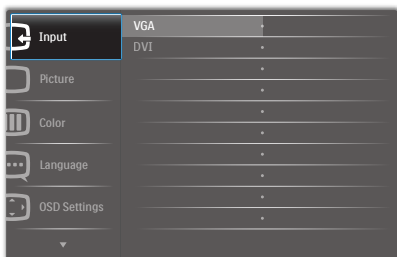 Input
VGA
DVI
Picture
Color
Language
OSD Settings